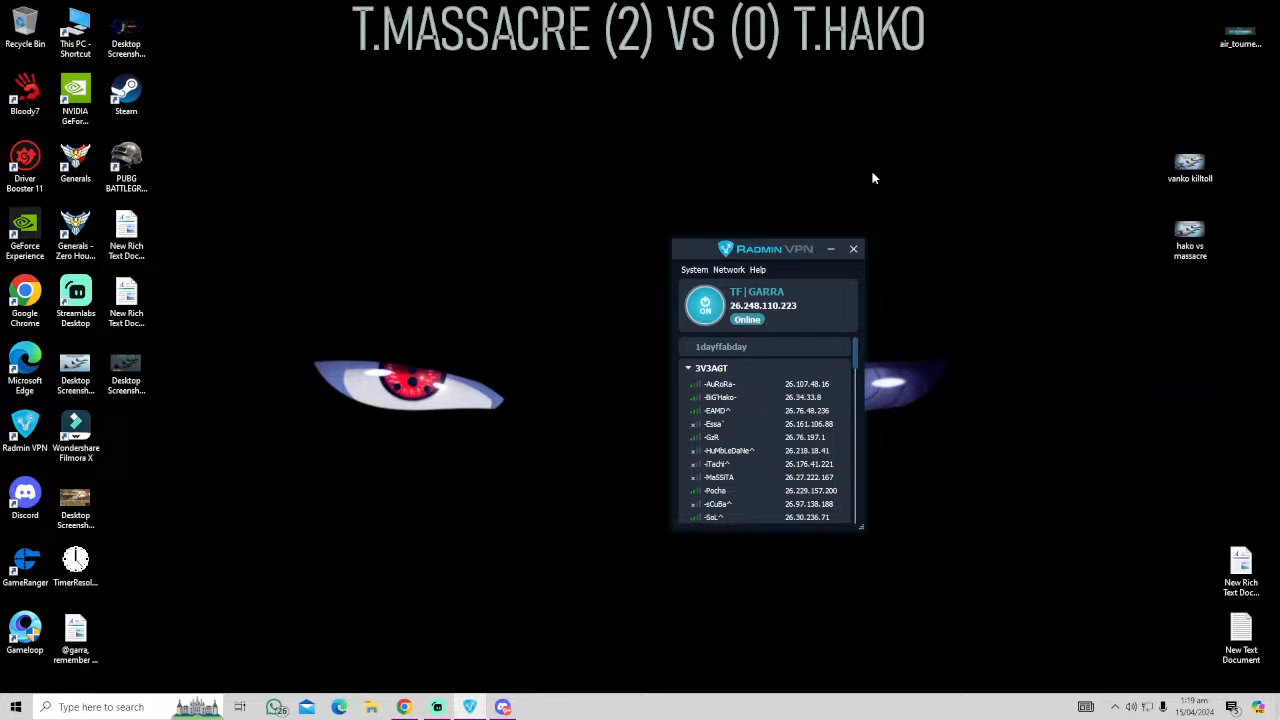 T.MASSACRE (2) VS (0) T.HAKO
Recycle Bin
This PC -
Shortcut
Desktop
Screensh...
Bloody7
NVIDIA
GeFor...
Steam
Driver
Booster 11
Generals
PUBG
BATTLEGR...
GeForce
Experience
Generals -
Zero Hou...
New Rich
Text Doc...
Google
Chrome
Streamlabs
Desktop
New Rich
Text Doc...
Microsoft
Edge
Desktop
Screensh...
Desktop
Screensh...
Radmin VPN
Wondershare
Filmora X
Discord
Desktop
Screensh...
GameRanger
TimerResol...
Gameloop
@garra,
remember ...
RADMIN VPN
System Network Help
ON
TF|GARRA
26.248.110.223
Online
1dayffabday
3V3AGT
-AuRoRa- 26.107.48.16
-BiG'Hako- 26.34.33.8
-EAMD^ 26.76.48.236
-Essa` 26.161.106.88
-GzR 26.76.197.1
-HuMbLeDaNe^ 26.218.18.41
-iTachi^ 26.176.41.221
-MaSSiTA 26.27.222.167
-Pocha 26.229.157.200
-sCuBa^ 26.97.138.188
-SoL^ 26.30.236.71
air_toume...
vanko killtoll
hako vs
massacre
New Rich
Text Doc...
New Text
Document
Type here to search
26
1:19 am
15/04/2024
5